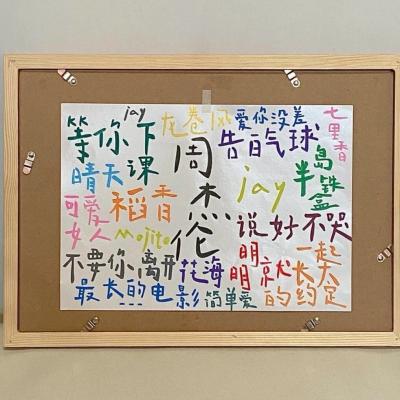 jay
龙卷风
爱你没差
七里香
等你下课
周杰伦
告白气球
半岛铁盒
晴天
稻香
jay
可爱
女人
mojito
说好不哭
不要你离开
花海
明明就
一起
长大
的约定
最长的电影
简单爱